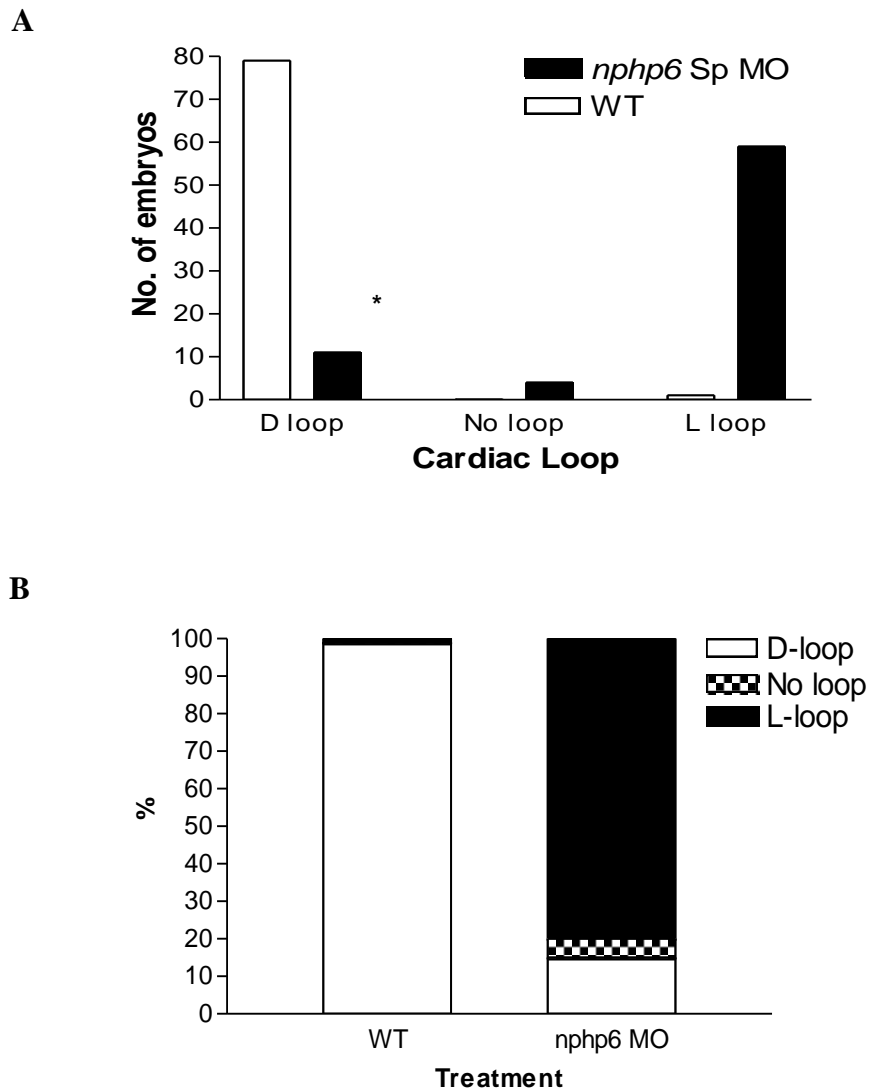 A
nphp6 Sp MO
WT
No. of embryos
80
70
60
50
40
30
20
10
0
*
D loop No loop L loop
Cardiac Loop
B
D-loop
No loop
L-loop
%
100
90
80
70
60
50
40
30
20
10
0
WT nphp6 MO
Treatment